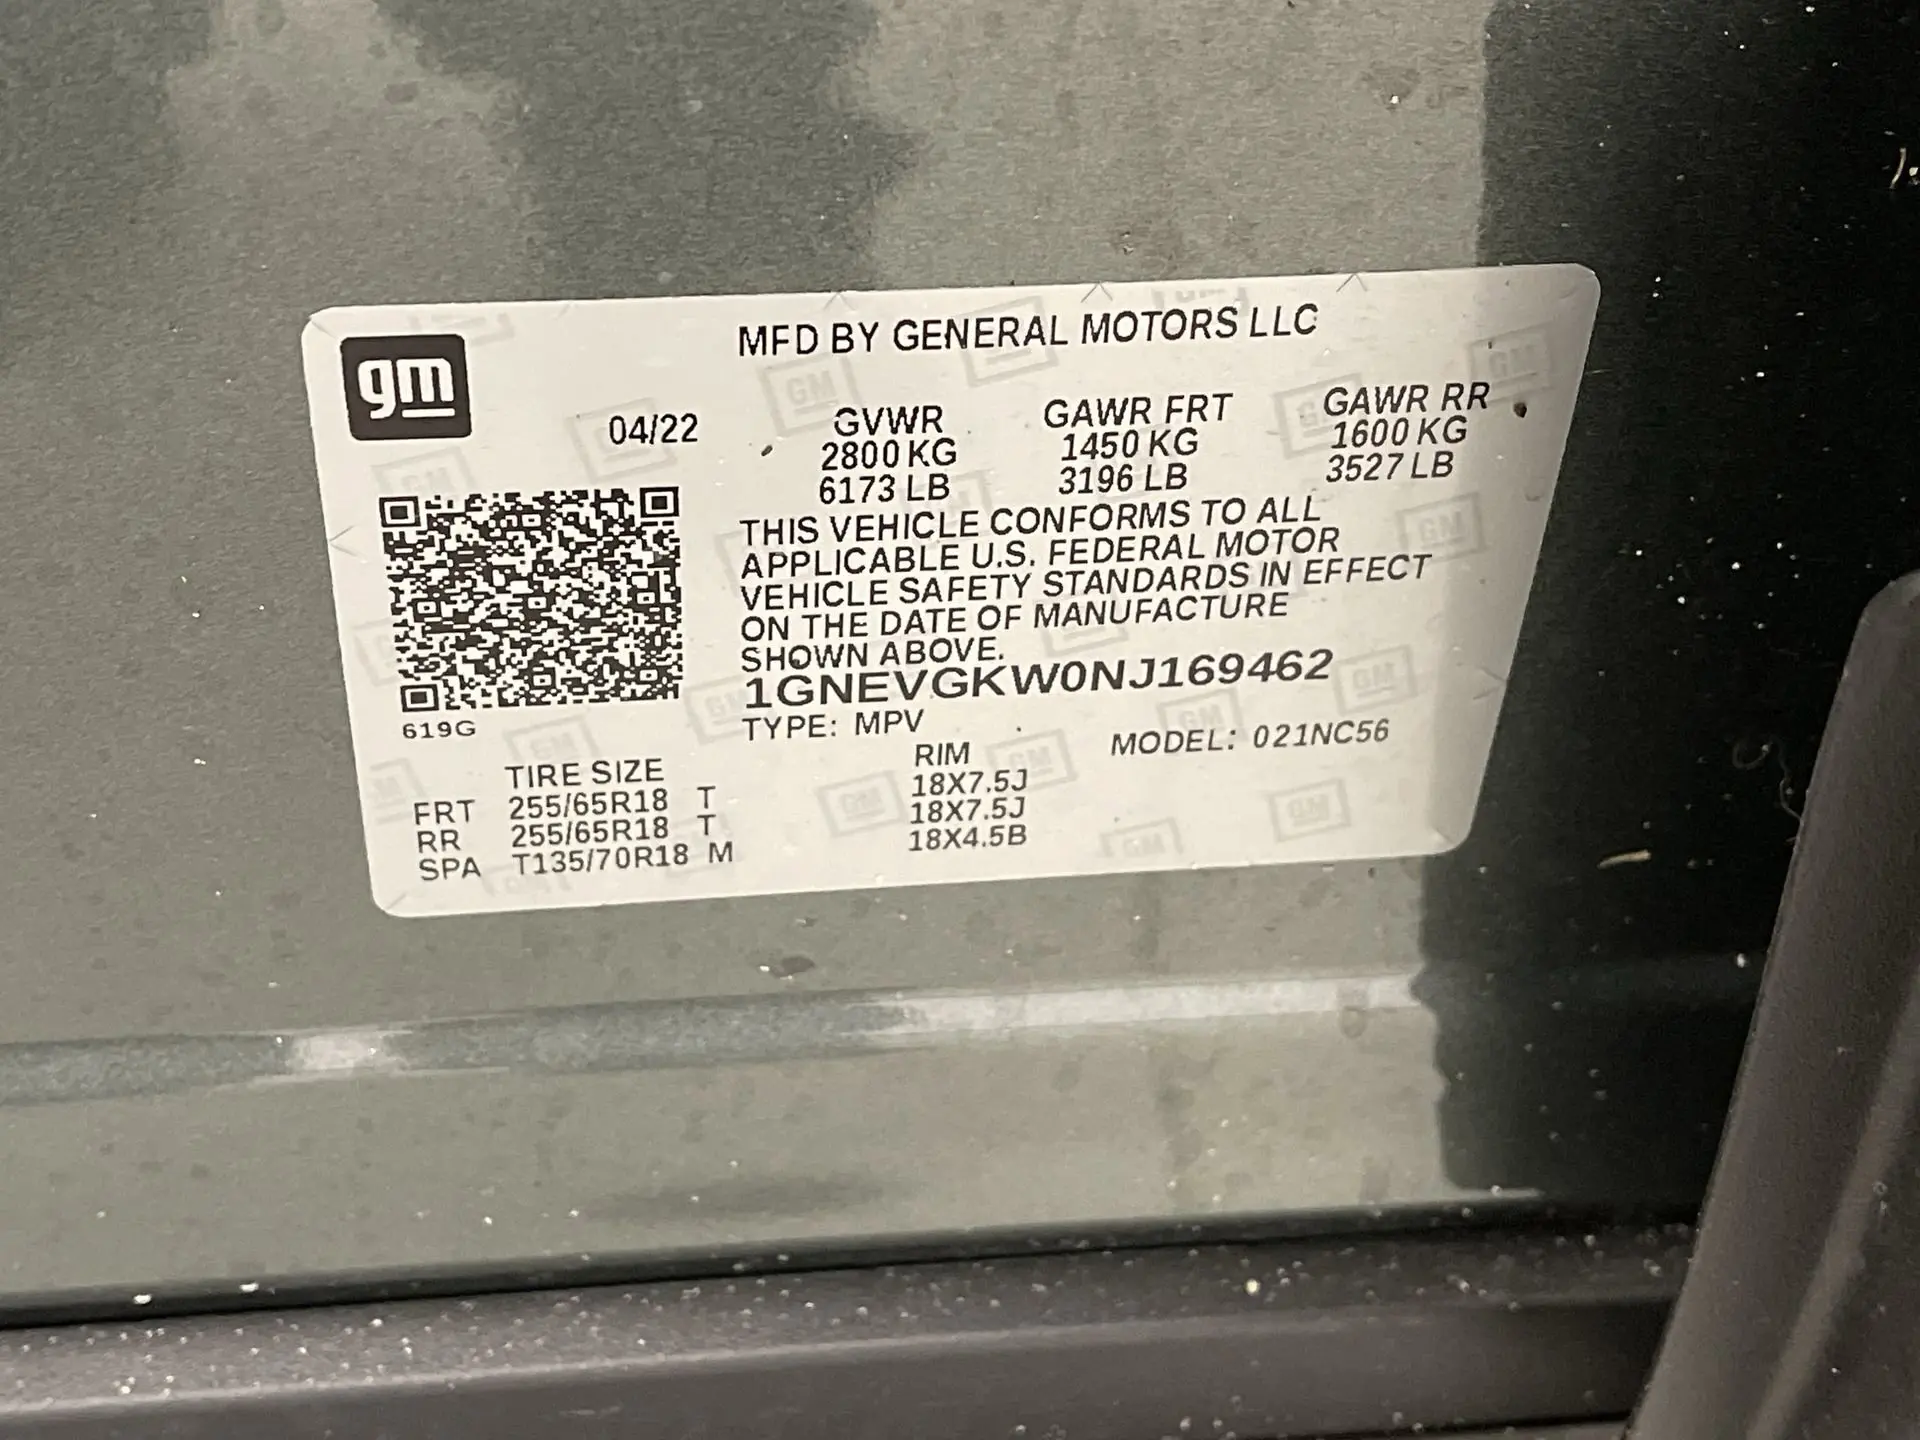 gm
MFD BY GENERAL MOTORS LLC
04/22
GVWR GAWR FRT GAWR RR
2800 KG 1450 KG 1600 KG
6173 LB 3196 LB 3527 LB
THIS VEHICLE CONFORMS TO ALL
APPLICABLE U.S. FEDERAL MOTOR
VEHICLE SAFETY STANDARDS IN EFFECT
ON THE DATE OF MANUFACTURE
SHOWN ABOVE.
1GNEVGKW0NJ169462
619G
TYPE: MPV MODEL: 021NC56
TIRE SIZE RIM
FRT 255/65R18 T 18X7.5J
RR 255/65R18 T 18X7.5J
SPA T135/70R18 M 18X4.5B